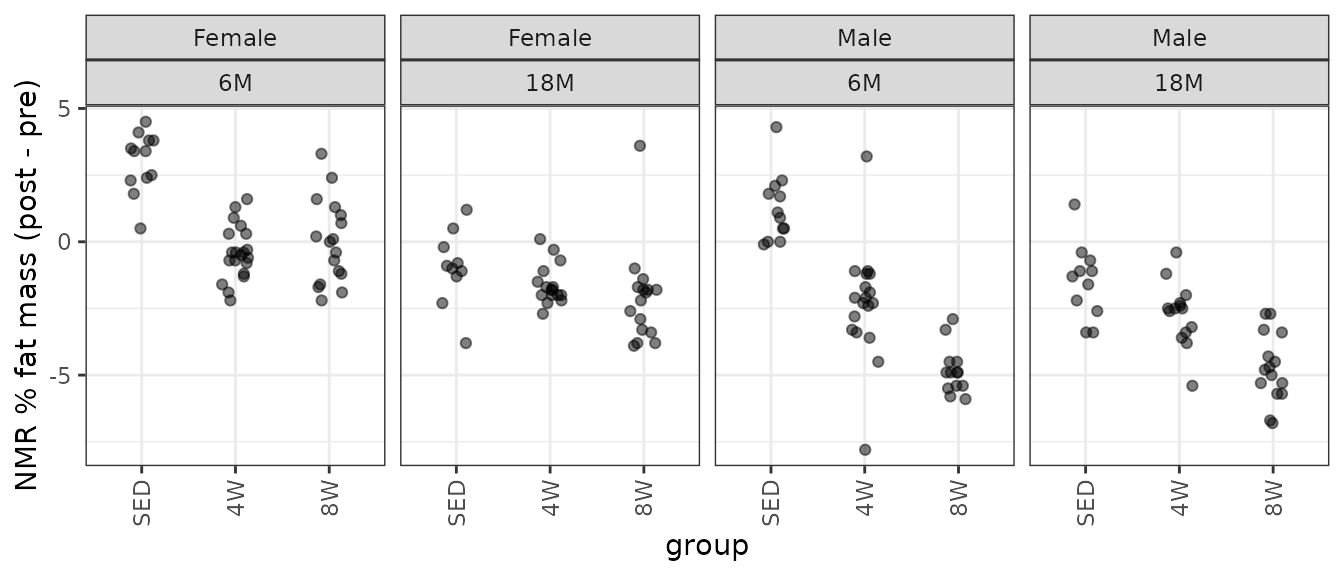 Female Female Male Male
6M 18M 6M 18M
NMR % fat mass (post - pre)
5
0
-5
SED 4W 8W SED 4W 8W SED 4W 8W SED 4W 8W
group